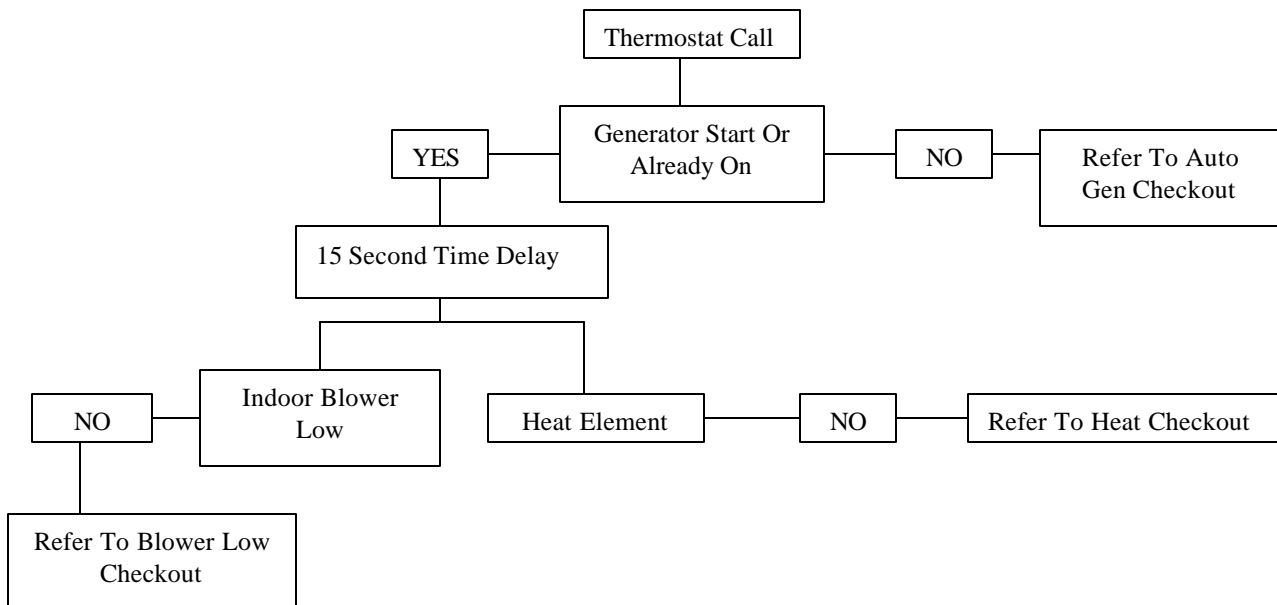 Thermostat Call
Generator Start Or
Already On
YES
NO
Refer To Auto
Gen Checkout
15 Second Time Delay
Indoor Blower
Low
NO
Heat Element
NO
Refer To Heat Checkout
Refer To Blower Low
Checkout